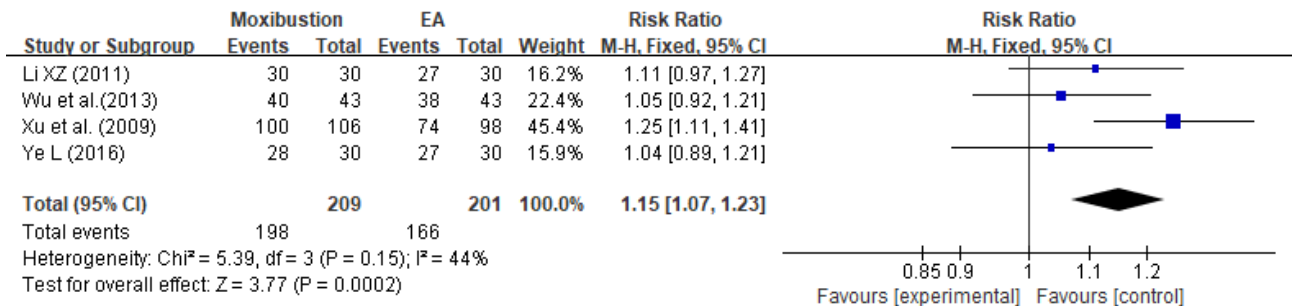 Moxibustion EA Risk Ratio Risk Ratio
Study or Subgroup Events Total Events Total Weight M-H, Fixed, 95% CI M-H, Fixed, 95% CI
Li XZ (2011) 30 30 27 30 16.2% 1.11 [0.97, 1.27]
Wu et al.(2013) 40 43 38 43 22.4% 1.05 [0.92, 1.21]
Xu et al. (2009) 100 106 74 98 45.4% 1.25 [1.11, 1.41]
Ye L (2016) 28 30 27 30 15.9% 1.04 [0.89, 1.21]
Total (95% CI) 209 201 100.0% 1.15 [1.07, 1.23]
Total events 198 166
Heterogeneity: Chi² = 5.39, df = 3 (P = 0.15); I² = 44%
Test for overall effect: Z = 3.77 (P = 0.0002)
0.85 0.9 1 1.1 1.2
Favours [experimental] Favours [control]